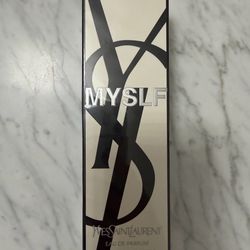 MYSLF
YVESSAINTLAURENT
EAU DE PARFUM